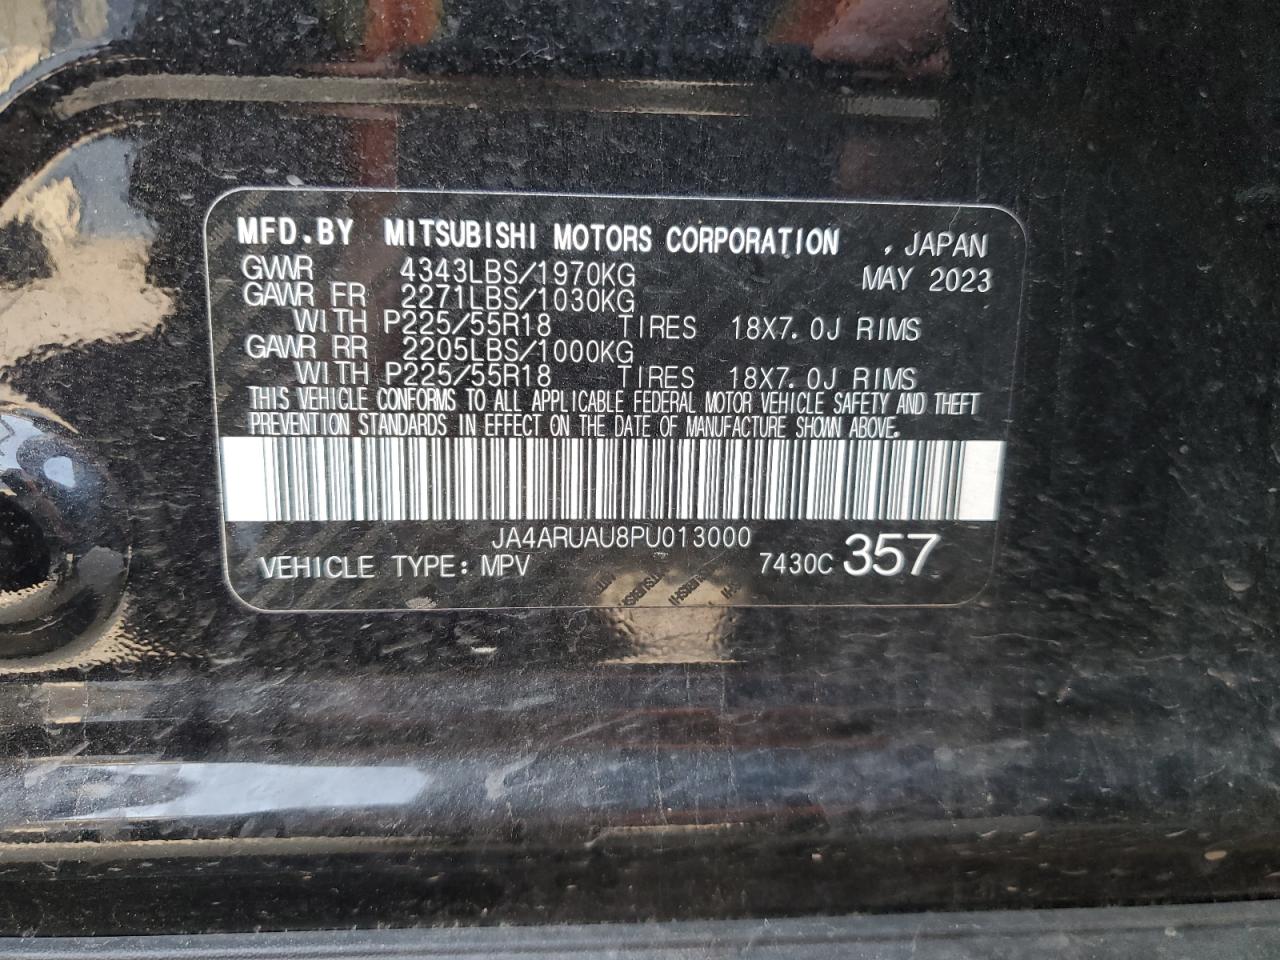 MFD.BY MITSUBISHI MOTORS CORPORATION , JAPAN
GVWR 4343LBS/1970KG MAY 2023
GAWR FR 2271LBS/1030KG
WITH P225/55R18 TIRES 18X7.0J RIMS
GAWR RR 2205LBS/1000KG
WITH P225/55R18 TIRES 18X7.0J RIMS
THIS VEHICLE CONFORMS TO ALL APPLICABLE FEDERAL MOTOR VEHICLE SAFETY AND THEFT
PREVENTION STANDARDS IN EFFECT ON THE DATE OF MANUFACTURE SHOWN ABOVE.
JA4ARUAU8PU013000
VEHICLE TYPE: MPV 7430C 357